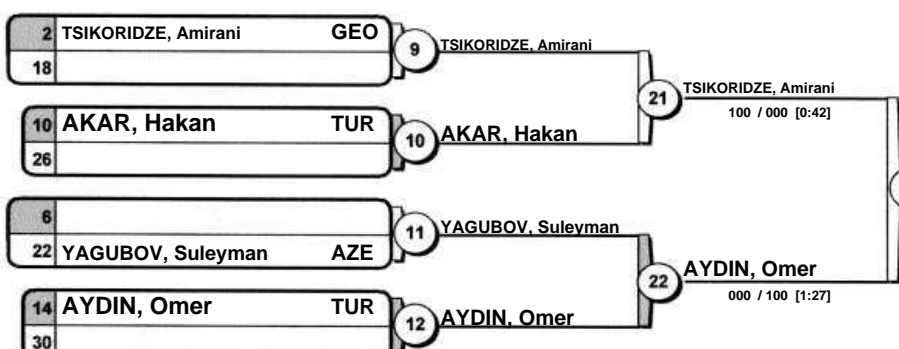 2 TSIKORIDZE, Amirani GEO
18
9
TSIKORIDZE, Amirani
10 AKAR, Hakan TUR
26
10
AKAR, Hakan
21
TSIKORIDZE, Amirani
100 / 000 [0:42]
6
22 YAGUBOV, Suleyman AZE
11
YAGUBOV, Suleyman
14 AYDIN, Omer TUR
30
12
AYDIN, Omer
22
AYDIN, Omer
000 / 100 [1:27]